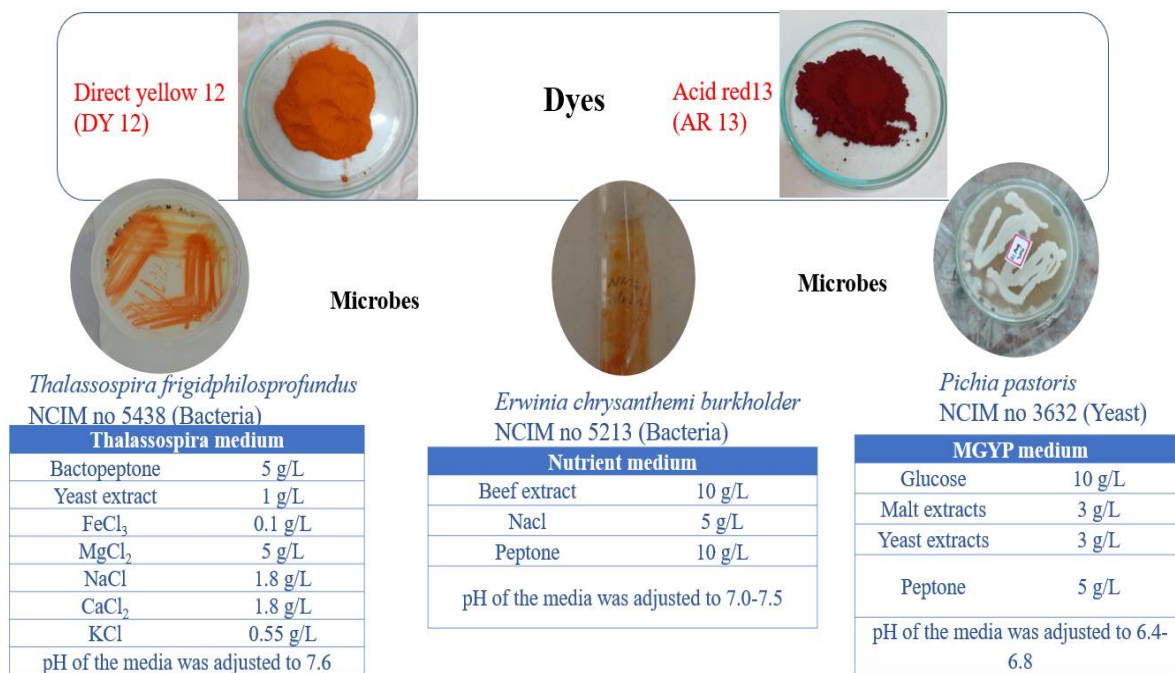 Direct yellow 12
(DY 12)
Dyes
Acid red13
(AR 13)
Microbes
Microbes
Thalassospira frigidphilosprofundus
NCIM no 5438 (Bacteria)
Thalassospira medium
Bactopeptone 5 g/L
Yeast extract 1 g/L
FeCl₃ 0.1 g/L
MgCl₂ 5 g/L
NaCl 1.8 g/L
CaCl₂ 1.8 g/L
KCl 0.55 g/L
pH of the media was adjusted to 7.6
Erwinia chrysanthemi burkholder
NCIM no 5213 (Bacteria)
Nutrient medium
Beef extract 10 g/L
Nacl 5 g/L
Peptone 10 g/L
pH of the media was adjusted to 7.0-7.5
Pichia pastoris
NCIM no 3632 (Yeast)
MGYP medium
Glucose 10 g/L
Malt extracts 3 g/L
Yeast extracts 3 g/L
Peptone 5 g/L
pH of the media was adjusted to 6.4-
6.8